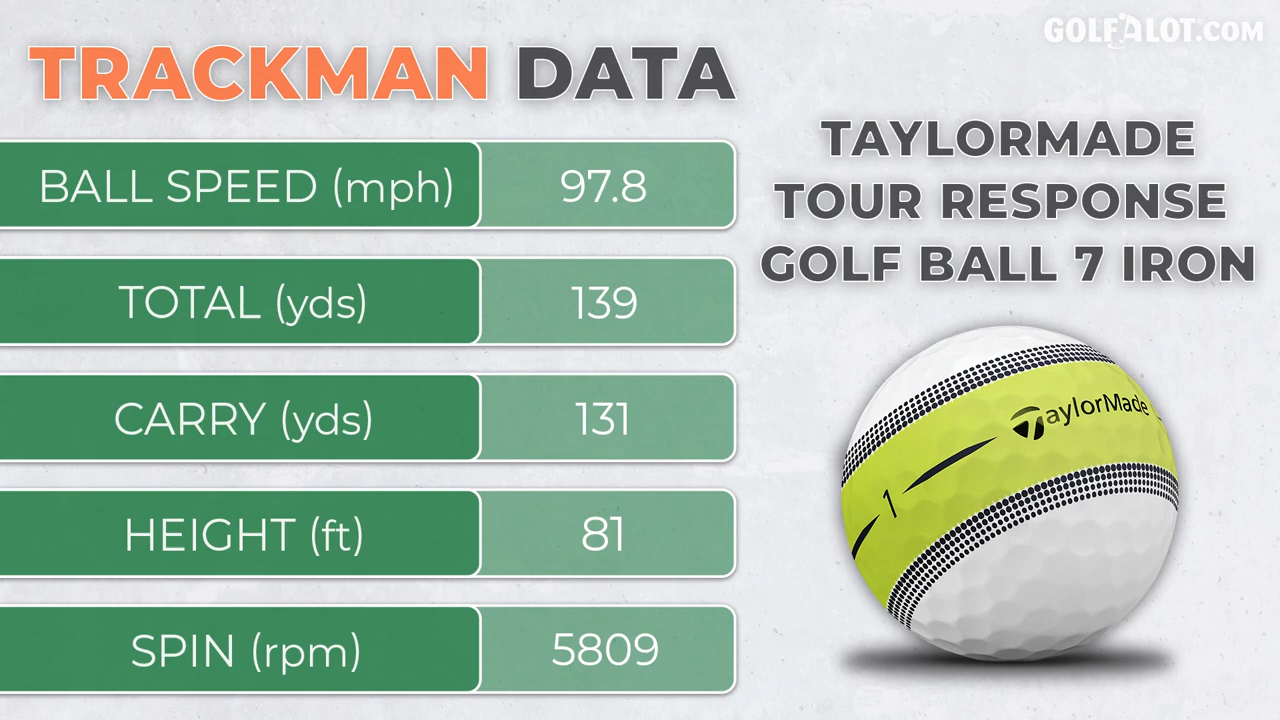 GOLFALOT.COM
TRACKMAN DATA
TAYLORMADE
TOUR RESPONSE
GOLF BALL 7 IRON
BALL SPEED (mph) 97.8
TOTAL (yds) 139
CARRY (yds) 131
HEIGHT (ft) 81
SPIN (rpm) 5809
TaylorMade
1